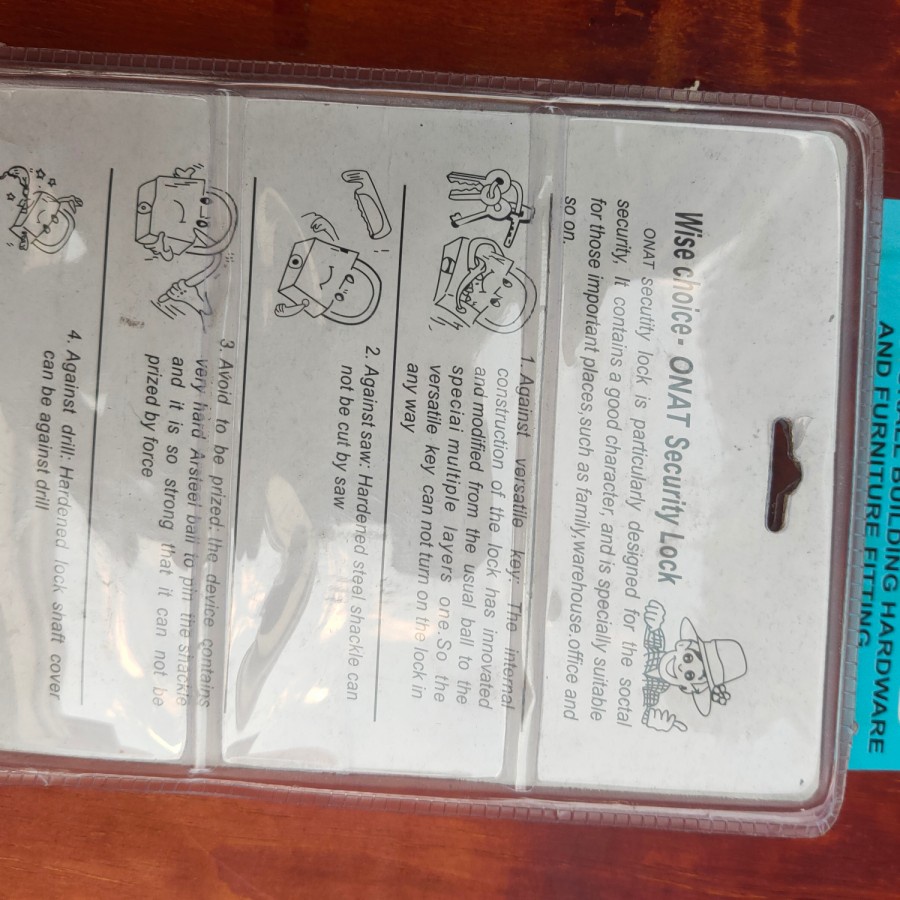 Wise choice - ONAT Security Lock
ONAT secutity lock is particularly designed for the soctal
security. It contains a good character, and is specially suitable
for those important places,such as family,warehouse.office and
so on.
1. Against versatile key: The internal
construction of the lock has innovated
and modified from the usual ball to the
special multiple layers one.So the
versatile key can not turn on the lock in
any way
2. Against saw: Hardened steel shackle can
not be cut by saw
3. Avoid to be prized: the device contains
very hard A steel ball to pin the shackle
and it is so strong that it can not be
prized by force
4. Against drill: Hardened lock shaft cover
can be against drill
BUILDING HARDWARE
AND FURNITURE FITTING